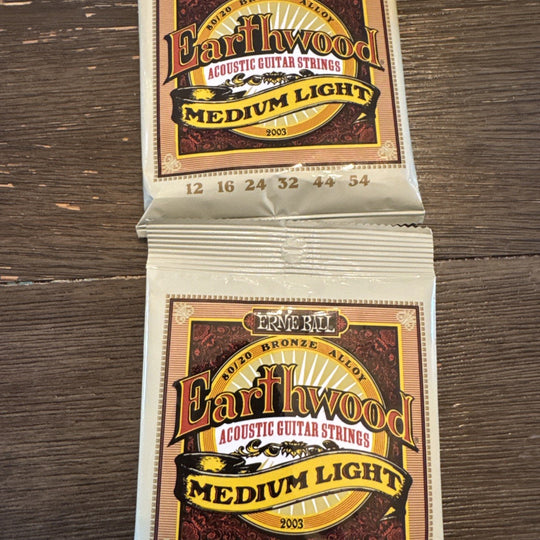 80/20 BRONZE ALLOY
Earthwood
ACOUSTIC GUITAR STRINGS
MEDIUM LIGHT
2003
12 16 24 32 44 54
ERNIE BALL
80/20 BRONZE ALLOY
Earthwood
ACOUSTIC GUITAR STRINGS
MEDIUM LIGHT
2003